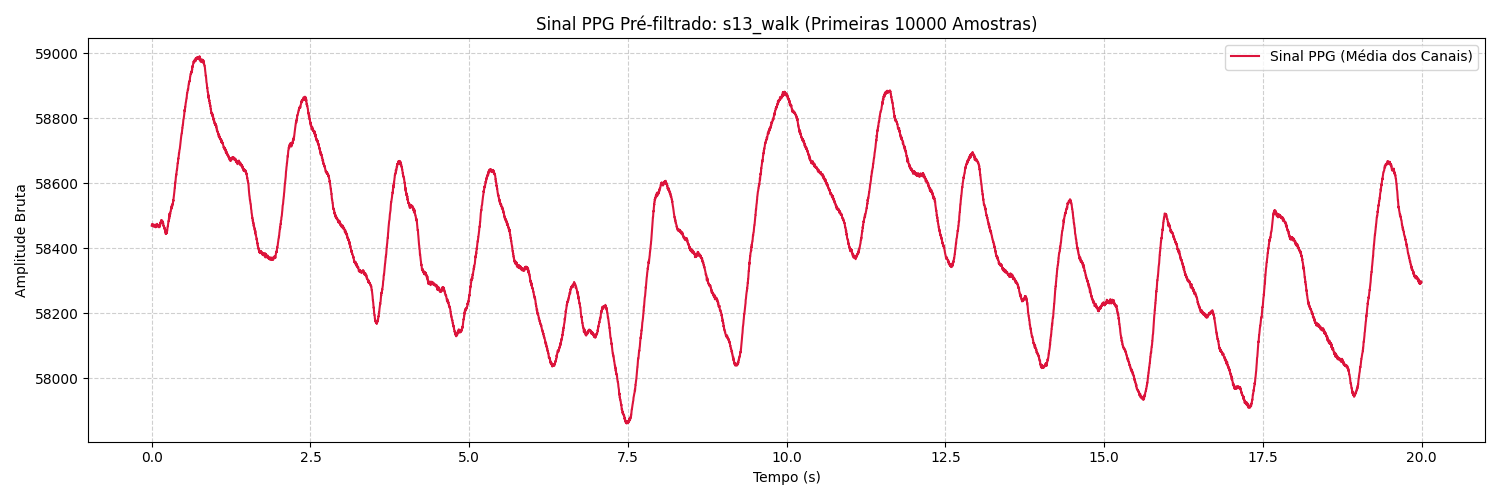 Sinal PPG Pré-filtrado: s13_walk (Primeiras 10000 Amostras)
Sinal PPG (Média dos Canais)
Amplitude Bruta
59000
58800
58600
58400
58200
58000
0.0 2.5 5.0 7.5 10.0 12.5 15.0 17.5 20.0
Tempo (s)